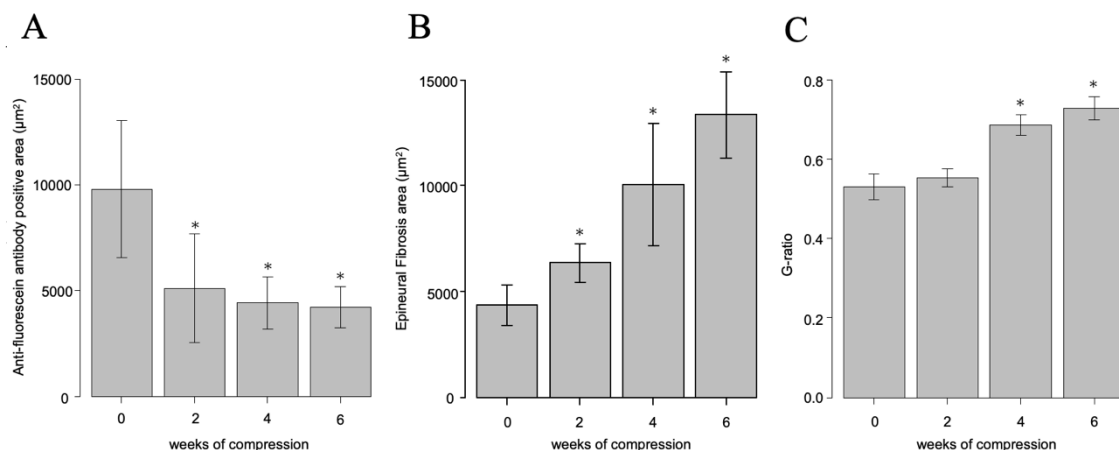 A
Anti-fluorescein antibody positive area (µm²)
15000
10000
5000
0
*
*
*
0 2 4 6
weeks of compression
B
Epineural Fibrosis area (µm²)
15000
10000
5000
0
*
*
*
0 2 4 6
weeks of compression
C
G-ratio
0.8
0.6
0.4
0.2
0.0
*
*
0 2 4 6
weeks of compression